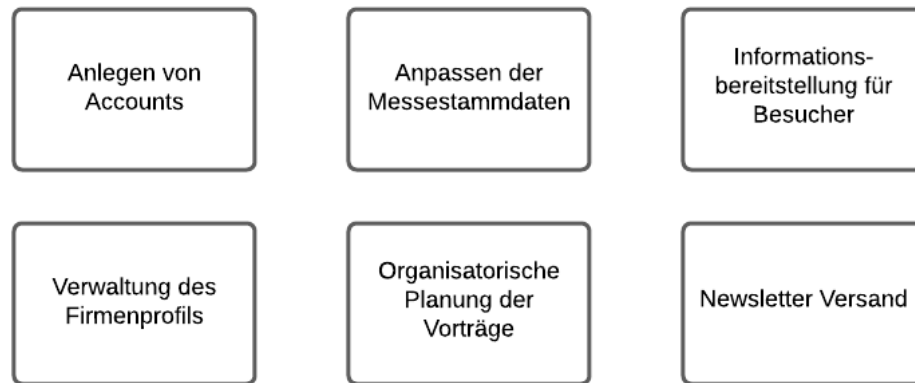 Anlegen von
Accounts
Anpassen der
Messestammdaten
Informations-
bereitstellung für
Besucher
Verwaltung des
Firmenprofils
Organisatorische
Planung der
Vorträge
Newsletter Versand